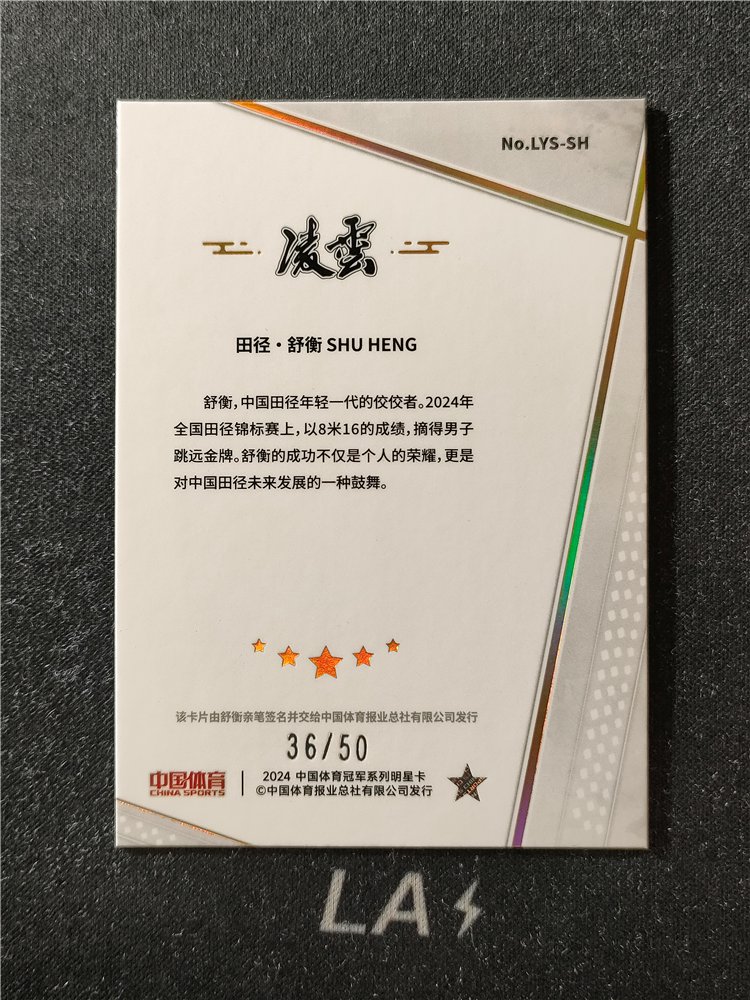 No.LYS-SH
凌雲
田径·舒衡 SHU HENG
舒衡,中国田径年轻一代的佼佼者。2024年
全国田径锦标赛上,以8米16的成绩,摘得男子
跳远金牌。舒衡的成功不仅是个人的荣耀,更是
对中国田径未来发展的一种鼓舞。
该卡片由舒衡亲笔签名并交给中国体育报业总社有限公司发行
36/50
中国体育
CHINA SPORTS
2024 中国体育冠军系列明星卡
©中国体育报业总社有限公司发行
LA